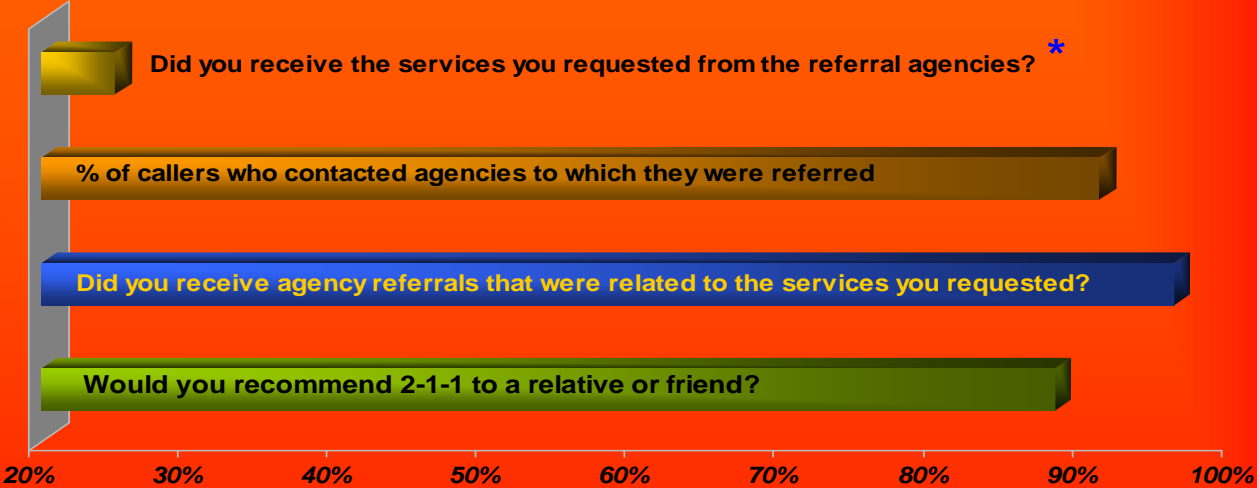 Did you receive the services you requested from the referral agencies? *
% of callers who contacted agencies to which they were referred
Did you receive agency referrals that were related to the services you requested?
Would you recommend 2-1-1 to a relative or friend?
20% 30% 40% 50% 60% 70% 80% 90% 100%